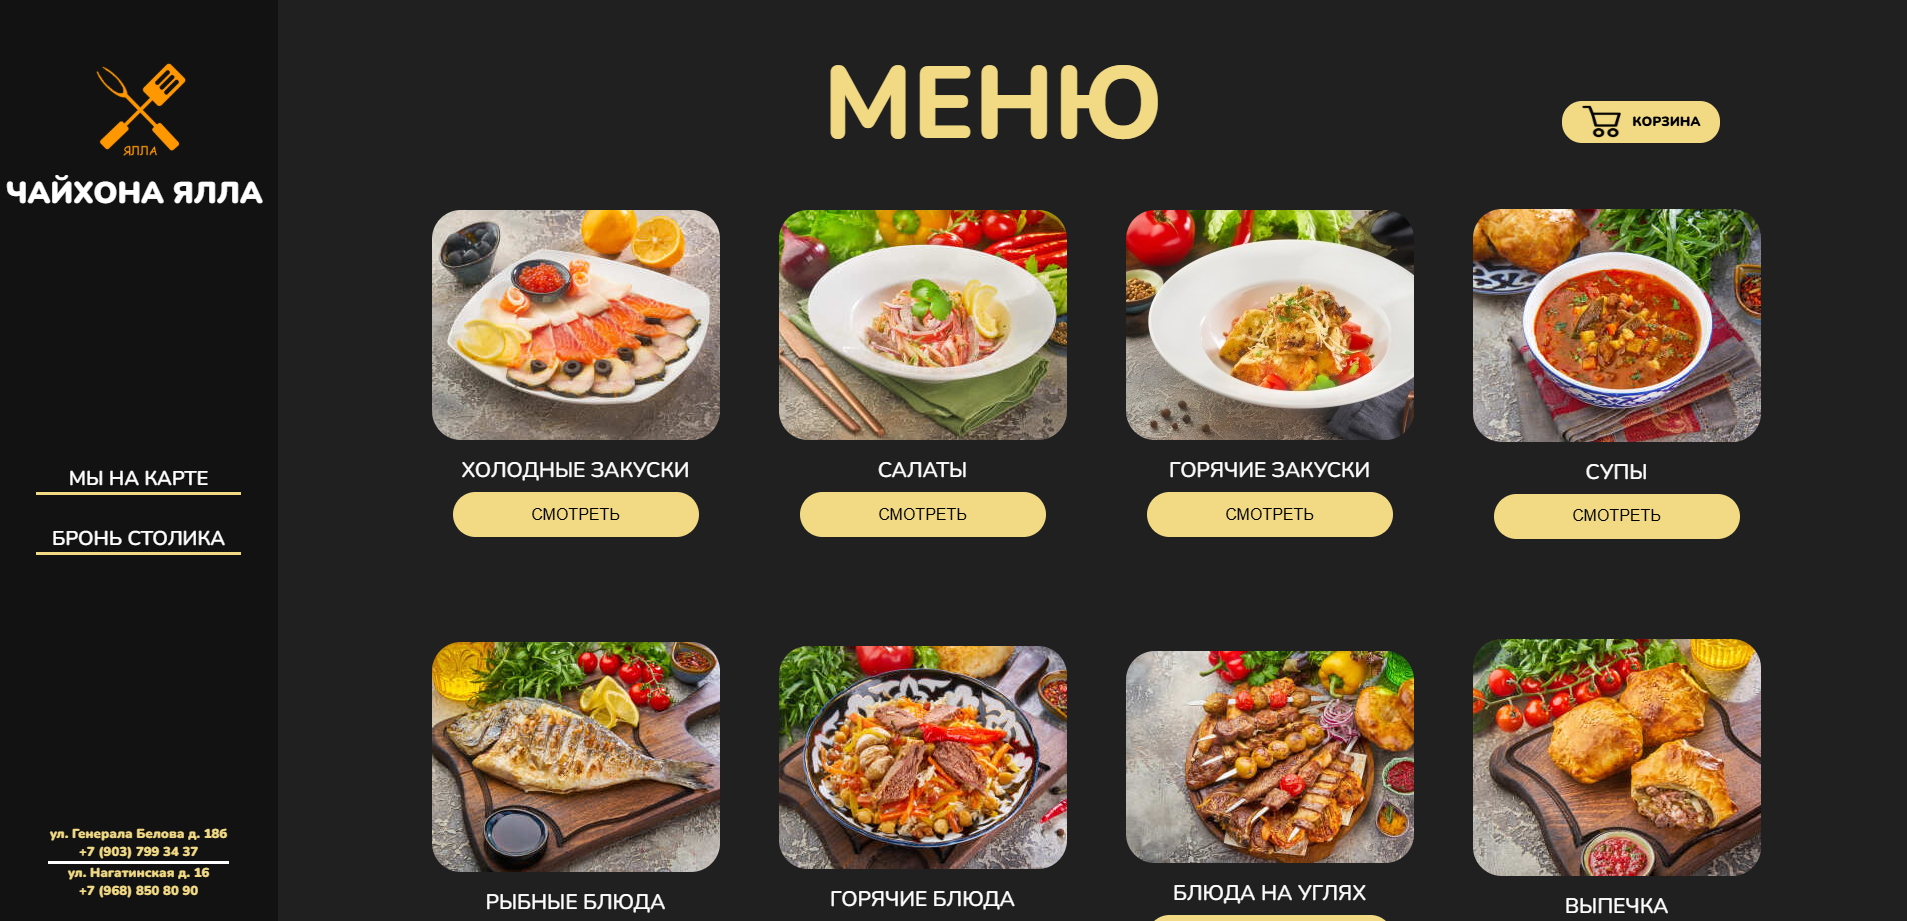 ЯЛЛА
ЧАЙХОНА ЯЛЛА
МЫ НА КАРТЕ
БРОНЬ СТОЛИКА
ул. Генерала Белова д. 18б
+7 (903) 799 34 37
ул. Нагатинская д. 16
+7 (968) 850 80 90
МЕНЮ
КОРЗИНА
ХОЛОДНЫЕ ЗАКУСКИ
СМОТРЕТЬ
САЛАТЫ
СМОТРЕТЬ
ГОРЯЧИЕ ЗАКУСКИ
СМОТРЕТЬ
СУПЫ
СМОТРЕТЬ
РЫБНЫЕ БЛЮДА
ГОРЯЧИЕ БЛЮДА
БЛЮДА НА УГЛЯХ
ВЫПЕЧКА